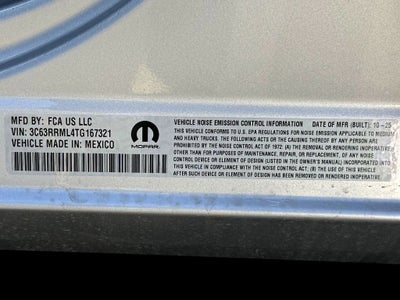 MFD BY: FCA US LLC
VIN: 3C63RRML4TG167321
VEHICLE MADE IN: MEXICO
MOPAR
VEHICLE NOISE EMISSION CONTROL INFORMATION DATE OF MFR (BUILT): 10-25
THIS VEHICLE CONFORMS TO U.S. EPA REGULATIONS FOR NOISE EMISSION APPLICABLE TO MEDIUM
AND HEAVY TRUCKS. THE FOLLOWING ACTS OR THE CAUSING THEREOF BY ANY PERSON ARE
PROHIBITED BY THE NOISE CONTROL ACT OF 1972: (A) THE REMOVAL OR RENDERING INOPERATIVE, OTHER THAN FOR
PURPOSES OF MAINTENANCE, REPAIR, OR REPLACEMENT, OF ANY NOISE
CONTROL DEVICE OR ELEMENT OF DESIGN (LISTED IN THE OWNER'S MANUAL) INCORPORATED INTO THIS
VEHICLE IN COMPLIANCE WITH THE NOISE CONTROL ACT; (B) THE USE OF THIS VEHICLE AFTER SUCH
DEVICE OR ELEMENT OF DESIGN HAS BEEN REMOVED OR RENDERED INOPERATIVE.